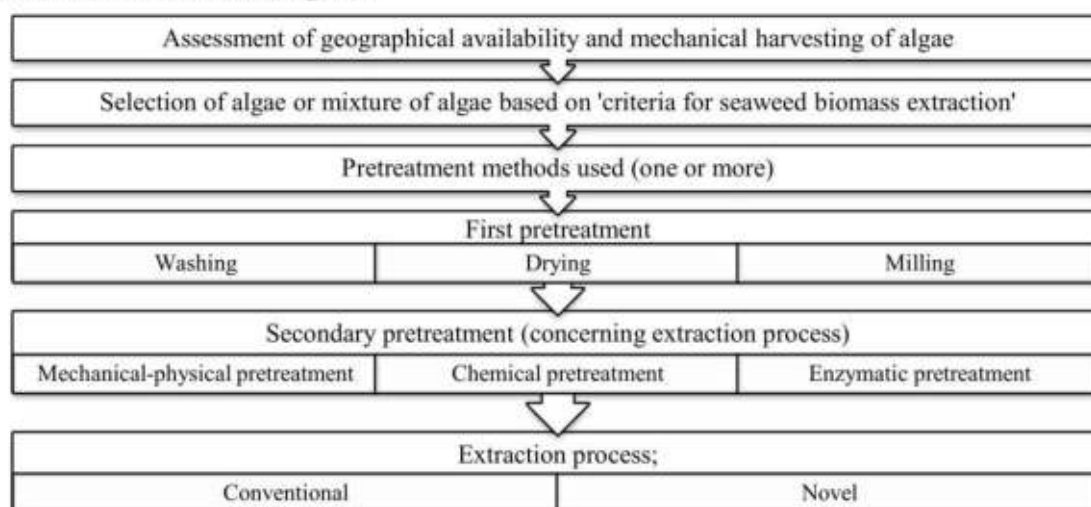 Assessment of geographical availability and mechanical harvesting of algae
Selection of algae or mixture of algae based on 'criteria for seaweed biomass extraction'
Pretreatment methods used (one or more)
First pretreatment
Washing
Drying
Milling
Secondary pretreatment (concerning extraction process)
Mechanical-physical pretreatment
Chemical pretreatment
Enzymatic pretreatment
Extraction process;
Conventional
Novel